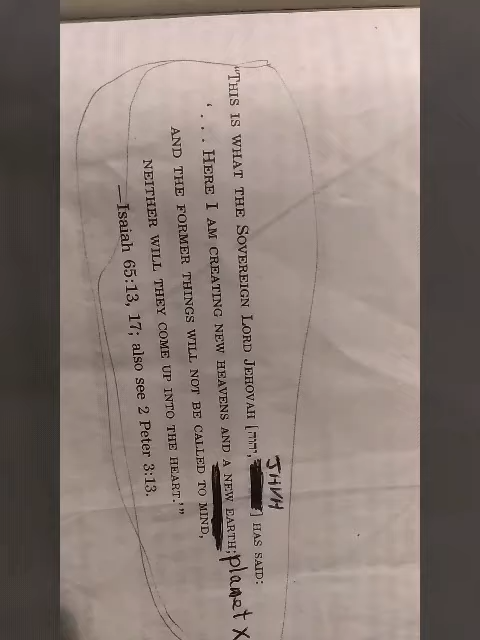 "THIS IS WHAT THE SOVEREIGN LORD JEHOVAH [יהוה, JHVH] HAS SAID:
'. . . HERE I AM CREATING NEW HEAVENS AND A NEW EARTH; planet X
AND THE FORMER THINGS WILL NOT BE CALLED TO MIND,
NEITHER WILL THEY COME UP INTO THE HEART.'"
—Isaiah 65:13, 17; also see 2 Peter 3:13.